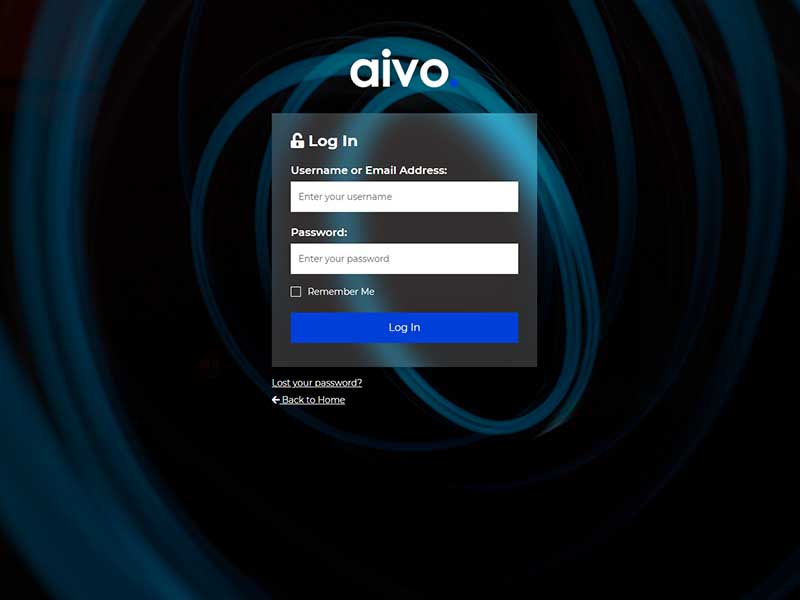 aivo.
Log In
Username or Email Address:
Enter your username
Password:
Enter your password
Remember Me
Log In
Lost your password?
Back to Home